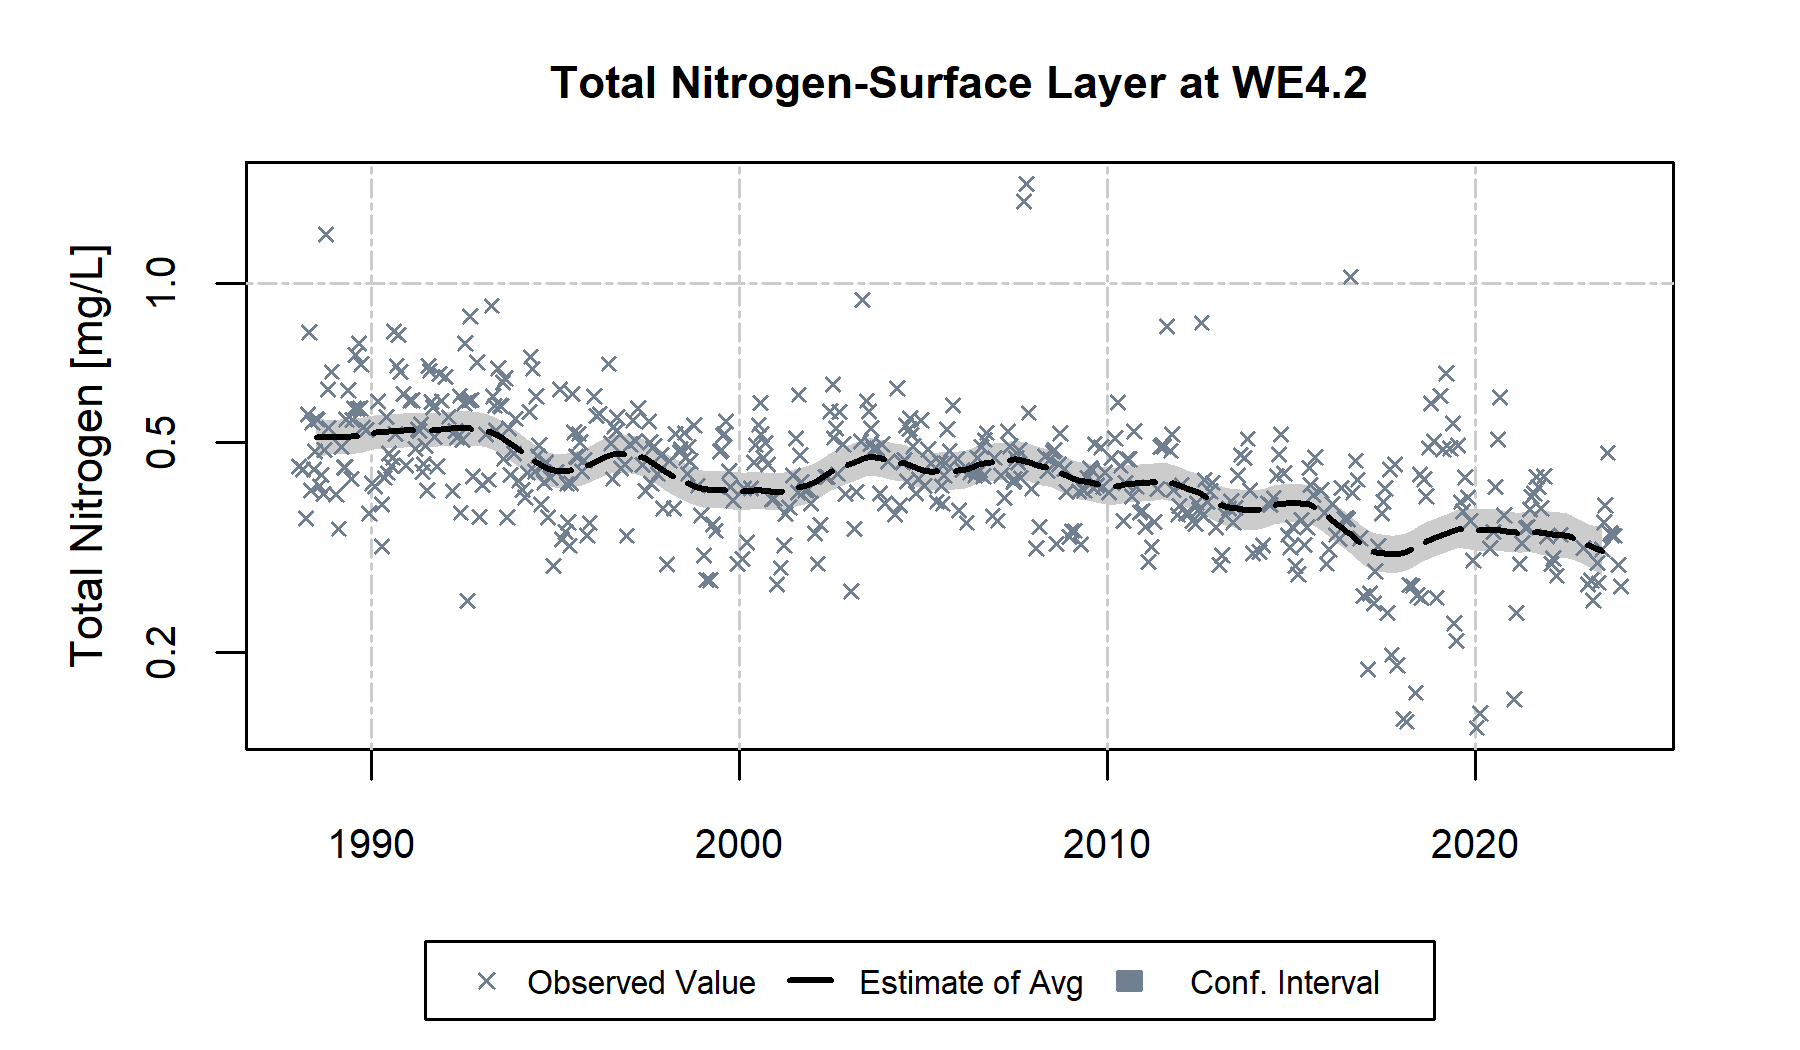 Total Nitrogen-Surface Layer at WE4.2
Total Nitrogen [mg/L]
1.0
0.5
0.2
1990 2000 2010 2020
Observed Value Estimate of Avg Conf. Interval